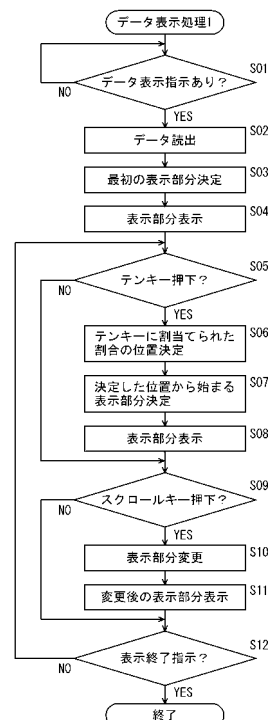 データ表示処理1
データ表示指示あり?
S01
NO
YES
データ読出
S02
最初の表示部分決定
S03
表示部分表示
S04
テンキー押下?
S05
NO
YES
テンキーに割当てられた
割合の位置決定
S06
決定した位置から始まる
表示部分決定
S07
表示部分表示
S08
スクロールキー押下?
S09
NO
YES
表示部分変更
S10
変更後の表示部分表示
S11
表示終了指示?
S12
NO
YES
終了